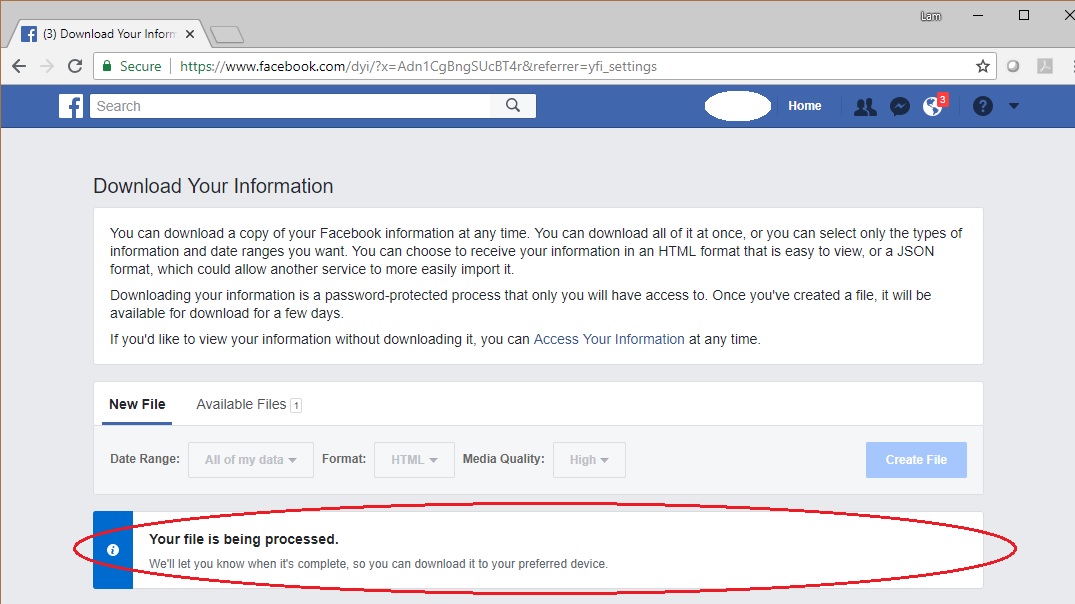 Lam
(3) Download Your Inform
Secure | https://www.facebook.com/dyi/?x=Adn1CgBngSUcBT4r&referrer=yfi_settings
f Search Home 3
Download Your Information
You can download a copy of your Facebook information at any time. You can download all of it at once, or you can select only the types of
information and date ranges you want. You can choose to receive your information in an HTML format that is easy to view, or a JSON
format, which could allow another service to more easily import it.
Downloading your information is a password-protected process that only you will have access to. Once you've created a file, it will be
available for download for a few days.
If you'd like to view your information without downloading it, you can Access Your Information at any time.
New File Available Files 1
Date Range: All of my data Format: HTML Media Quality: High Create File
Your file is being processed.
We'll let you know when it's complete, so you can download it to your preferred device.